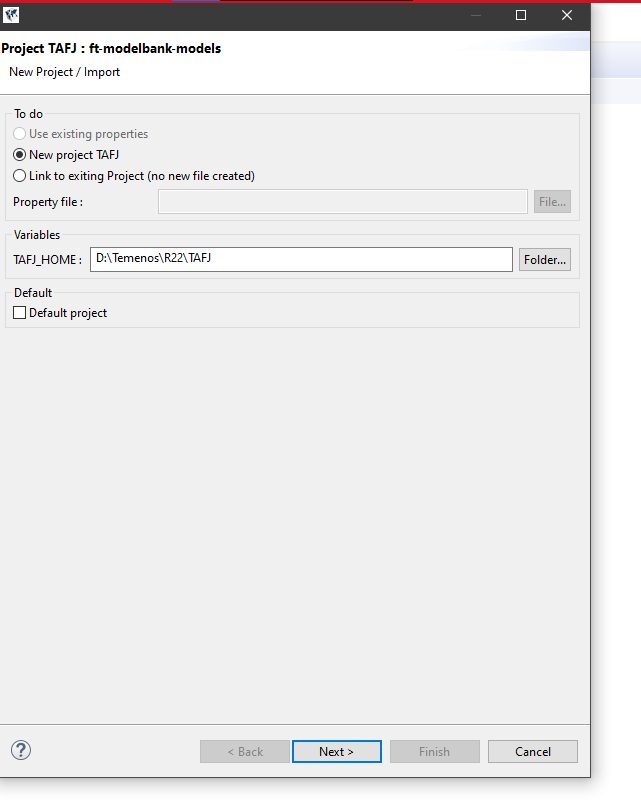 Project TAFJ : ft-modelbank-models
New Project / Import
To do
Use existing properties
New project TAFJ
Link to exiting Project (no new file created)
Property file :
File...
Variables
TAFJ_HOME :
D:\Temenos\R22\TAFJ
Folder...
Default
Default project
?
< Back
Next >
Finish
Cancel